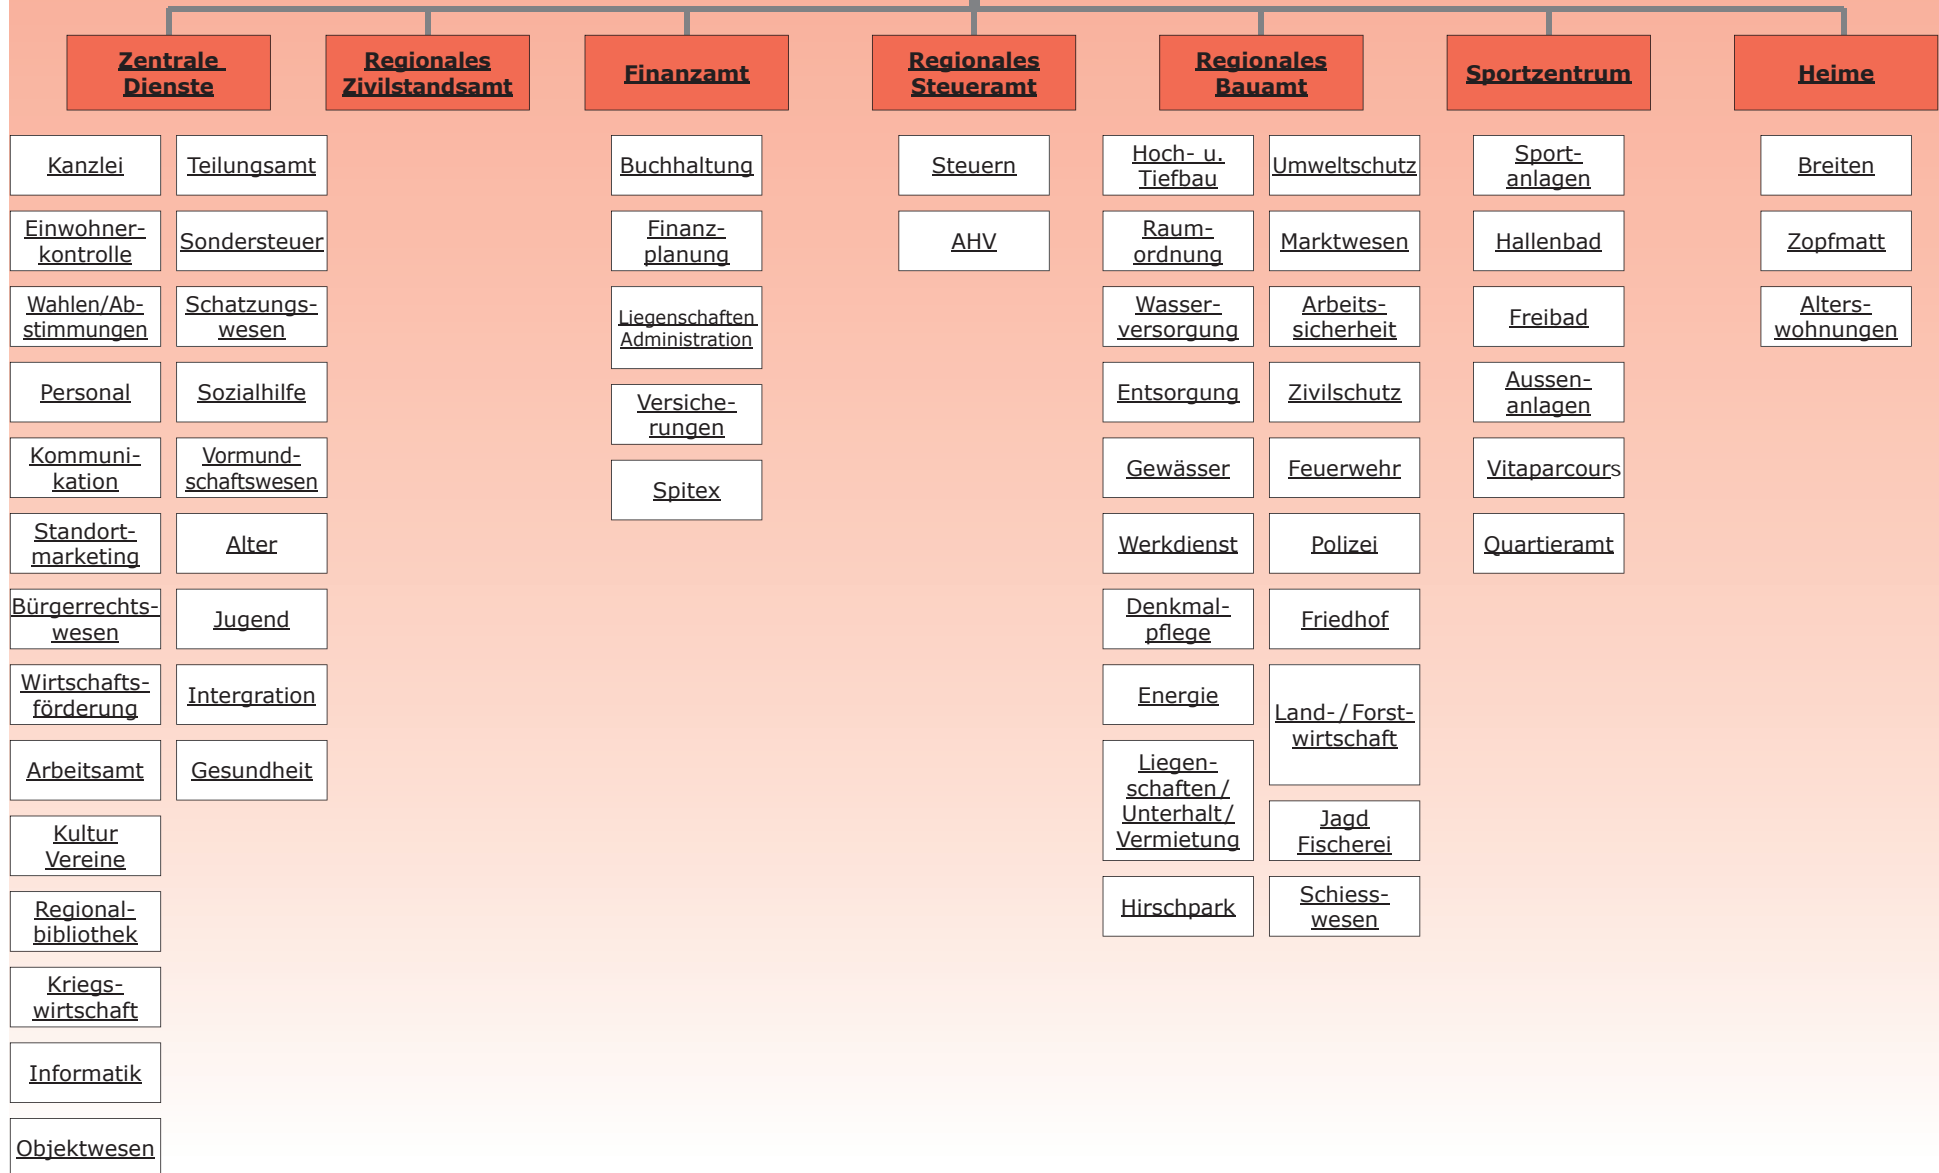 Zentrale
Dienste
Regionales
Zivilstandsamt
Finanzamt
Regionales
Steueramt
Regionales
Bauamt
Sportzentrum
Heime
Kanzlei
Einwohner-
kontrolle
Wahlen/Ab-
stimmungen
Personal
Kommuni-
kation
Standort-
marketing
Bürgerrechts-
wesen
Wirtschafts-
förderung
Arbeitsamt
Kultur
Vereine
Regional-
bibliothek
Kriegs-
wirtschaft
Informatik
Objektwesen
Teilungsamt
Sondersteuer
Schatzungs-
wesen
Sozialhilfe
Vormund-
schaftswesen
Alter
Jugend
Intergration
Gesundheit
Buchhaltung
Finanz-
planung
Liegenschaften
Administration
Versiche-
rungen
Spitex
Steuern
AHV
Hoch- u.
Tiefbau
Raum-
ordnung
Wasser-
versorgung
Entsorgung
Gewässer
Werkdienst
Denkmal-
pflege
Energie
Liegen-
schaften/
Unterhalt/
Vermietung
Hirschpark
Umweltschutz
Marktwesen
Arbeits-
sicherheit
Zivilschutz
Feuerwehr
Polizei
Friedhof
Land-/Forst-
wirtschaft
Jagd
Fischerei
Schiess-
wesen
Sport-
anlagen
Hallenbad
Freibad
Aussen-
anlagen
Vitaparcours
Quartieramt
Breiten
Zopfmatt
Alters-
wohnungen